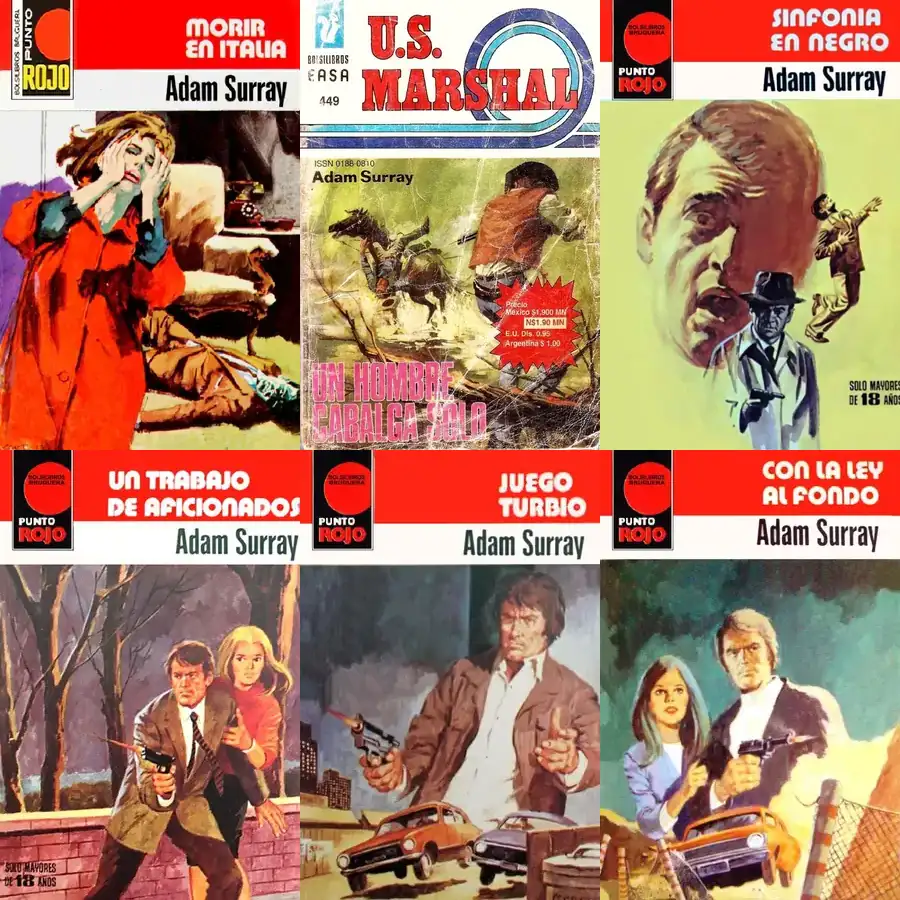 BOLSILIBROS BRUGUERA
PUNTO
ROJO
MORIR
EN ITALIA
Adam Surray
BOLSILIBROS
EASA
449
U.S.
MARSHAL
ISSN 0188-0810
Adam Surray
Precio
México $1,900 MN
N$1.90 MN
E.U. Dls. 0.95
Argentina $ 1.00
UN HOMBRE
CABALGA SOLO
BOLSILIBROS
BRUGUERA
PUNTO
ROJO
SINFONIA
EN NEGRO
Adam Surray
SOLO MAYORES
DE 18 AÑOS
BOLSILIBROS
BRUGUERA
PUNTO
ROJO
UN TRABAJO
DE AFICIONADOS
Adam Surray
SOLO MAYORES
DE 18 AÑOS
BOLSILIBROS
BRUGUERA
PUNTO
ROJO
JUEGO
TURBIO
Adam Surray
BOLSILIBROS
BRUGUERA
PUNTO
ROJO
CON LA LEY
AL FONDO
Adam Surray